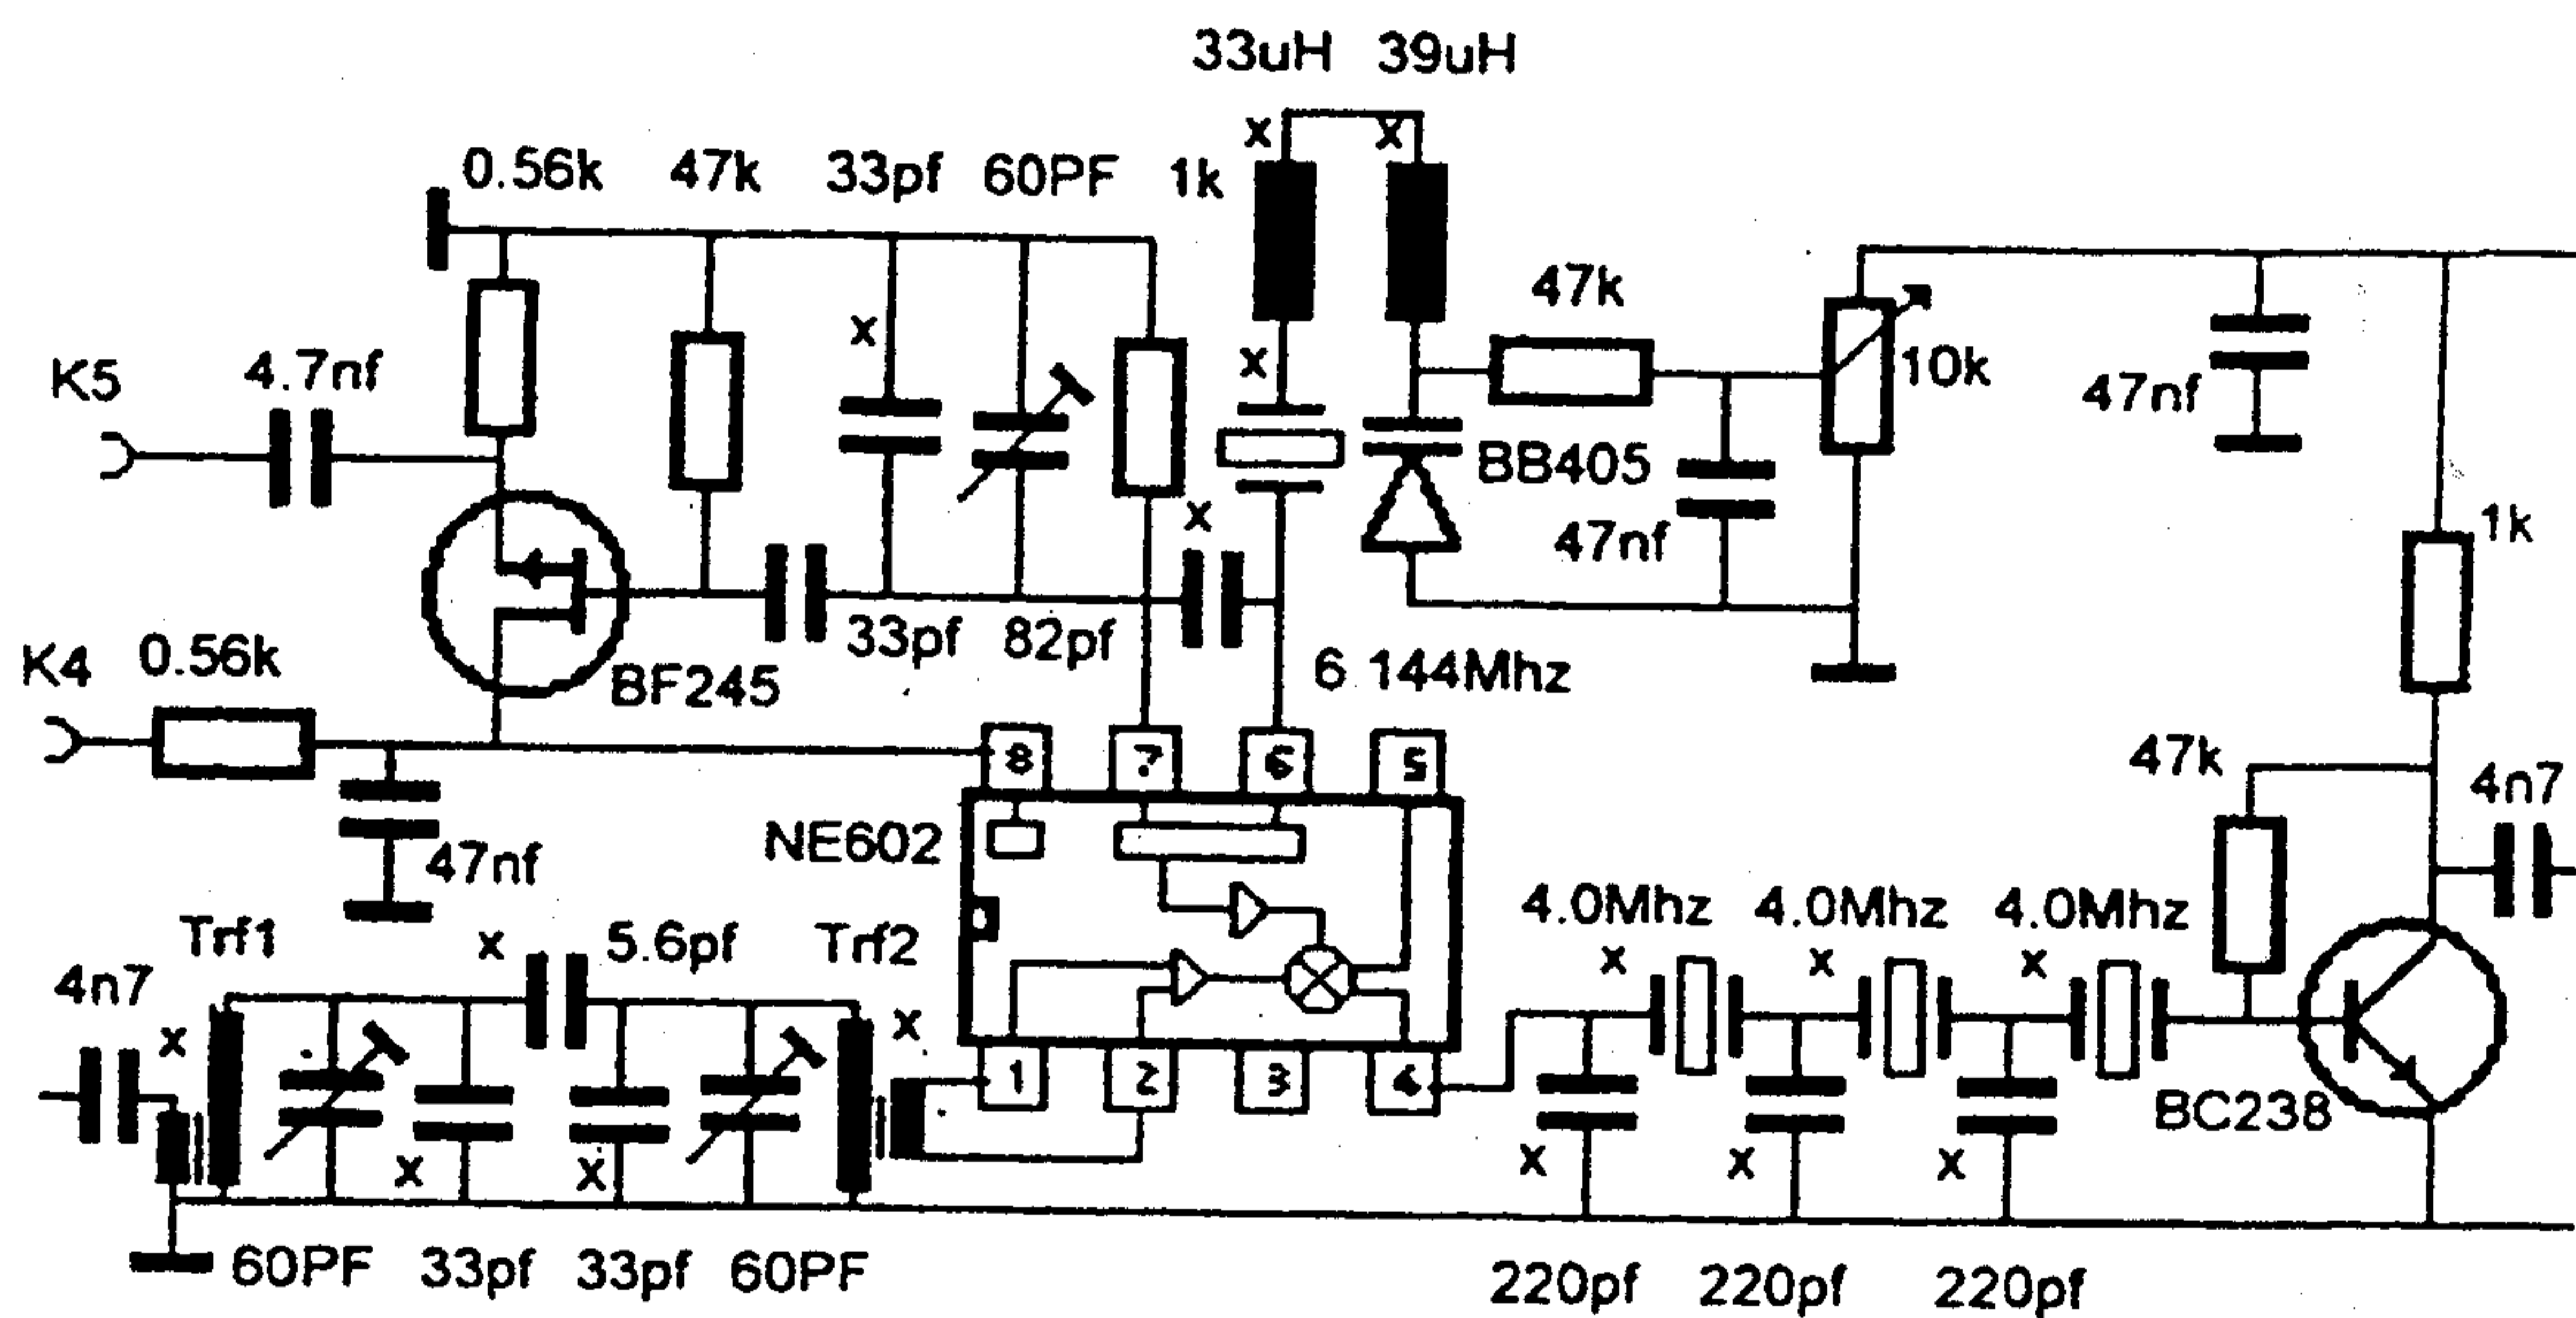 33uH 39uH
0.56k 47k 33pf 60PF 1k
x x
47k
x
K5 4.7nf x 10k
47nf
BB405
x
47nf 1k
33pf 82pf
K4 0.56k
BF245 6 144Mhz
8 7 6 5
47k
4n7
NE602
47nf
4.0Mhz 4.0Mhz 4.0Mhz
Trf1 x 5.6pf Trf2
x x x
4n7
x x
1 2 3 4
BC238
x x x x x
60PF 33pf 33pf 60PF
220pf 220pf 220pf